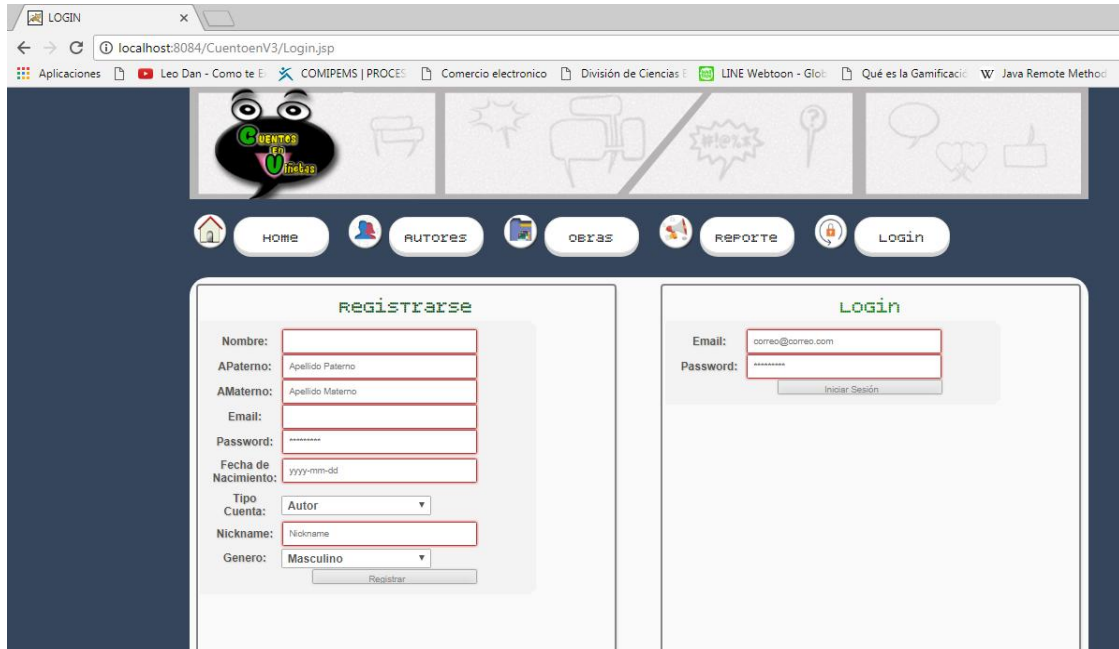 LOGIN
localhost:8084/CuentoenV3/Login.jsp
Aplicaciones
Leo Dan - Como te E
COMIPEMS | PROCES
Comercio electronico
División de Ciencias E
LINE Webtoon - Glob
Qué es la Gamificació
Java Remote Method
Cuentos
En
Viñetas
#!@%$
Home
Autores
Obras
Reporte
Login
Registrarse
Nombre:
APaterno: Apellido Paterno
AMaterno: Apellido Materno
Email:
Password: *********
Fecha de
Nacimiento: yyyy-mm-dd
Tipo
Cuenta: Autor
Nickname: Nickname
Genero: Masculino
Registrar
Login
Email: correo@correo.com
Password: *********
Iniciar Sesión